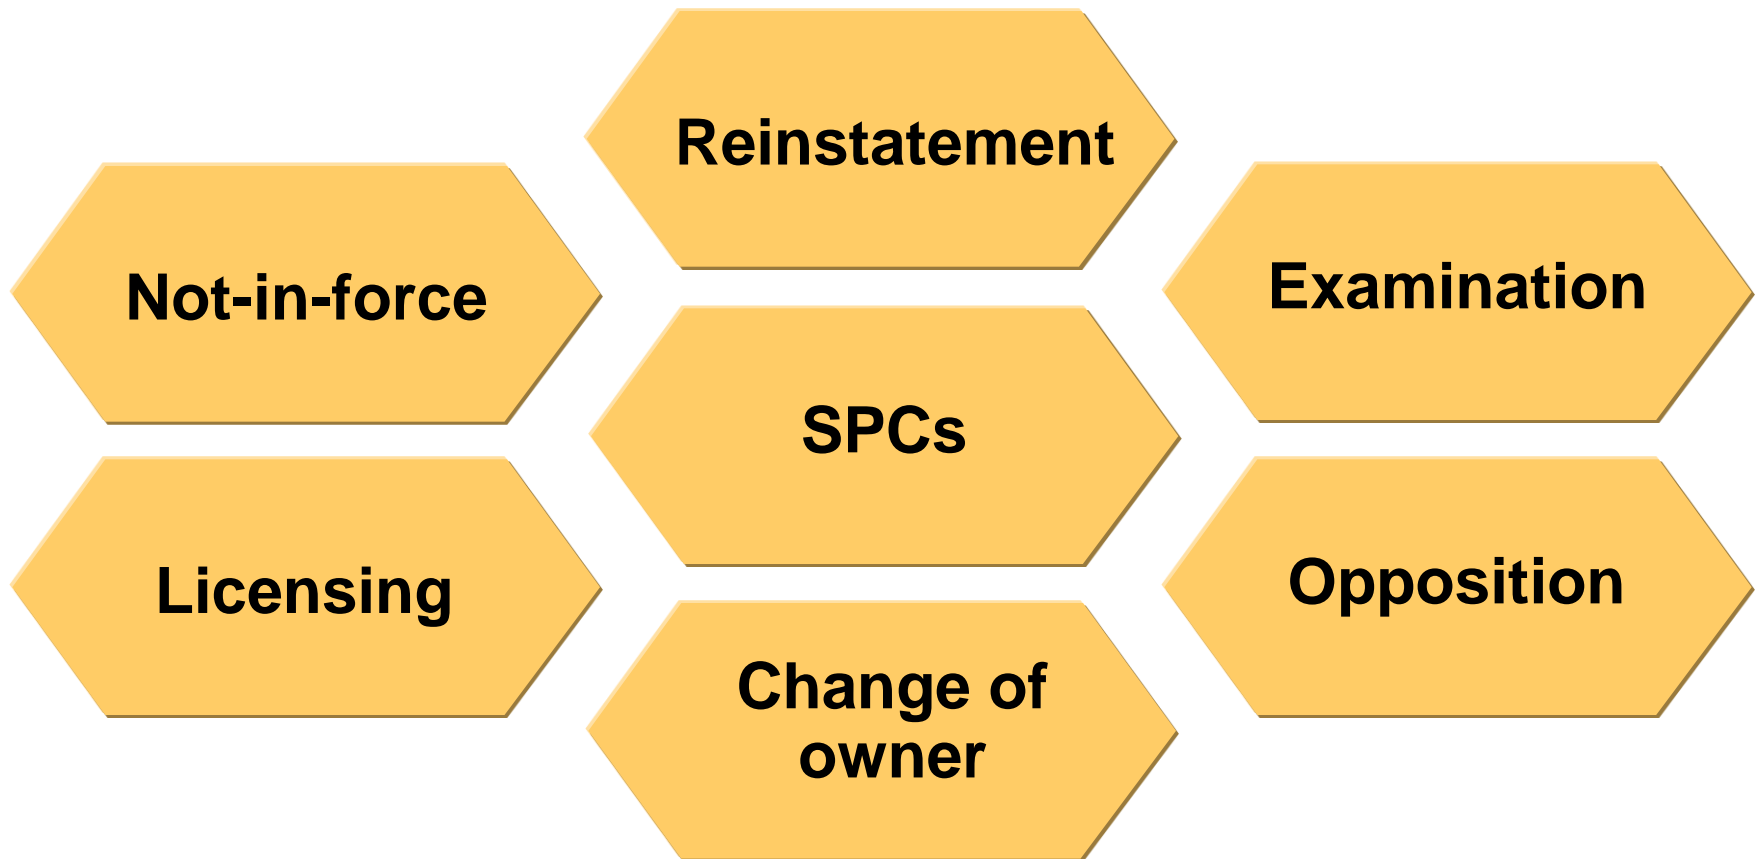 Reinstatement
Not-in-force
Examination
SPCs
Licensing
Opposition
Change of
owner